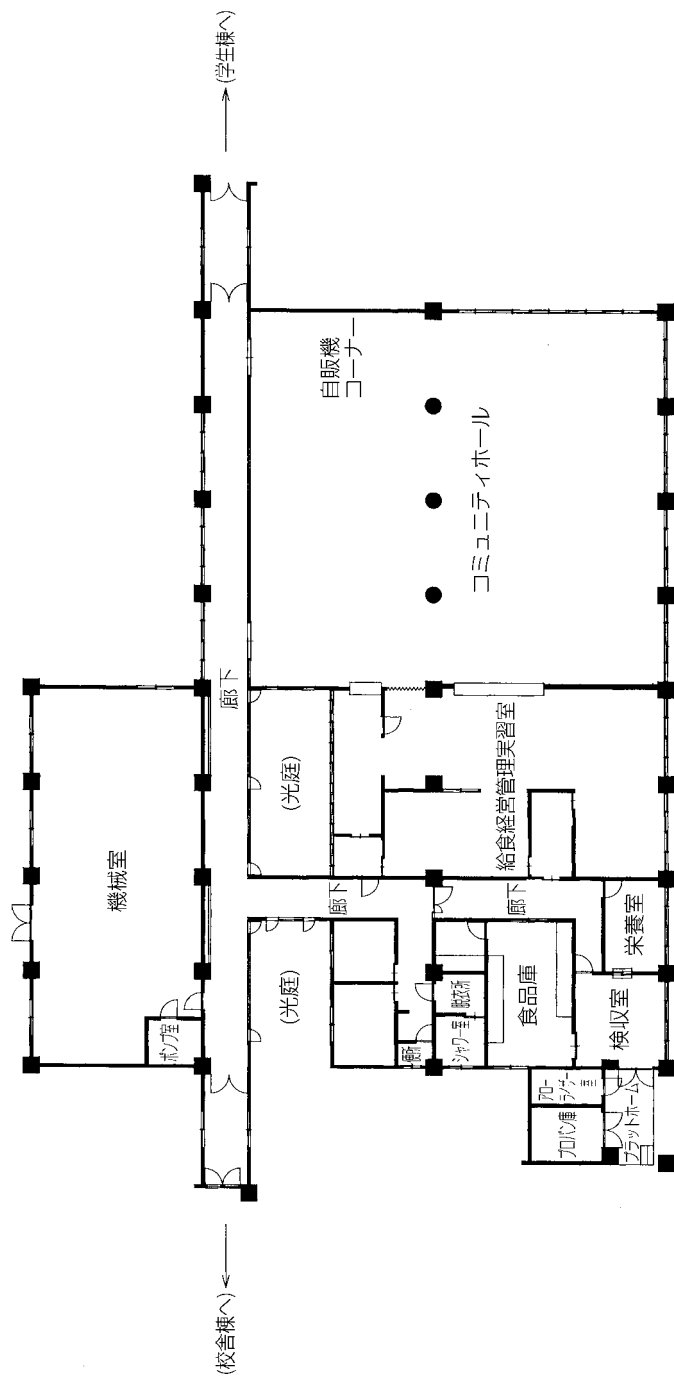 (学生棟へ)
自販機
コーナー
コミュニティホール
廊下
機械室
(光庭)
給食経営管理実習室
廊下
廊下
(光庭)
ポンプ室
栄養室
食品庫
脱衣所
シャワー室
便所
検収室
プロパン庫
プラットホーム
(校舎棟へ)